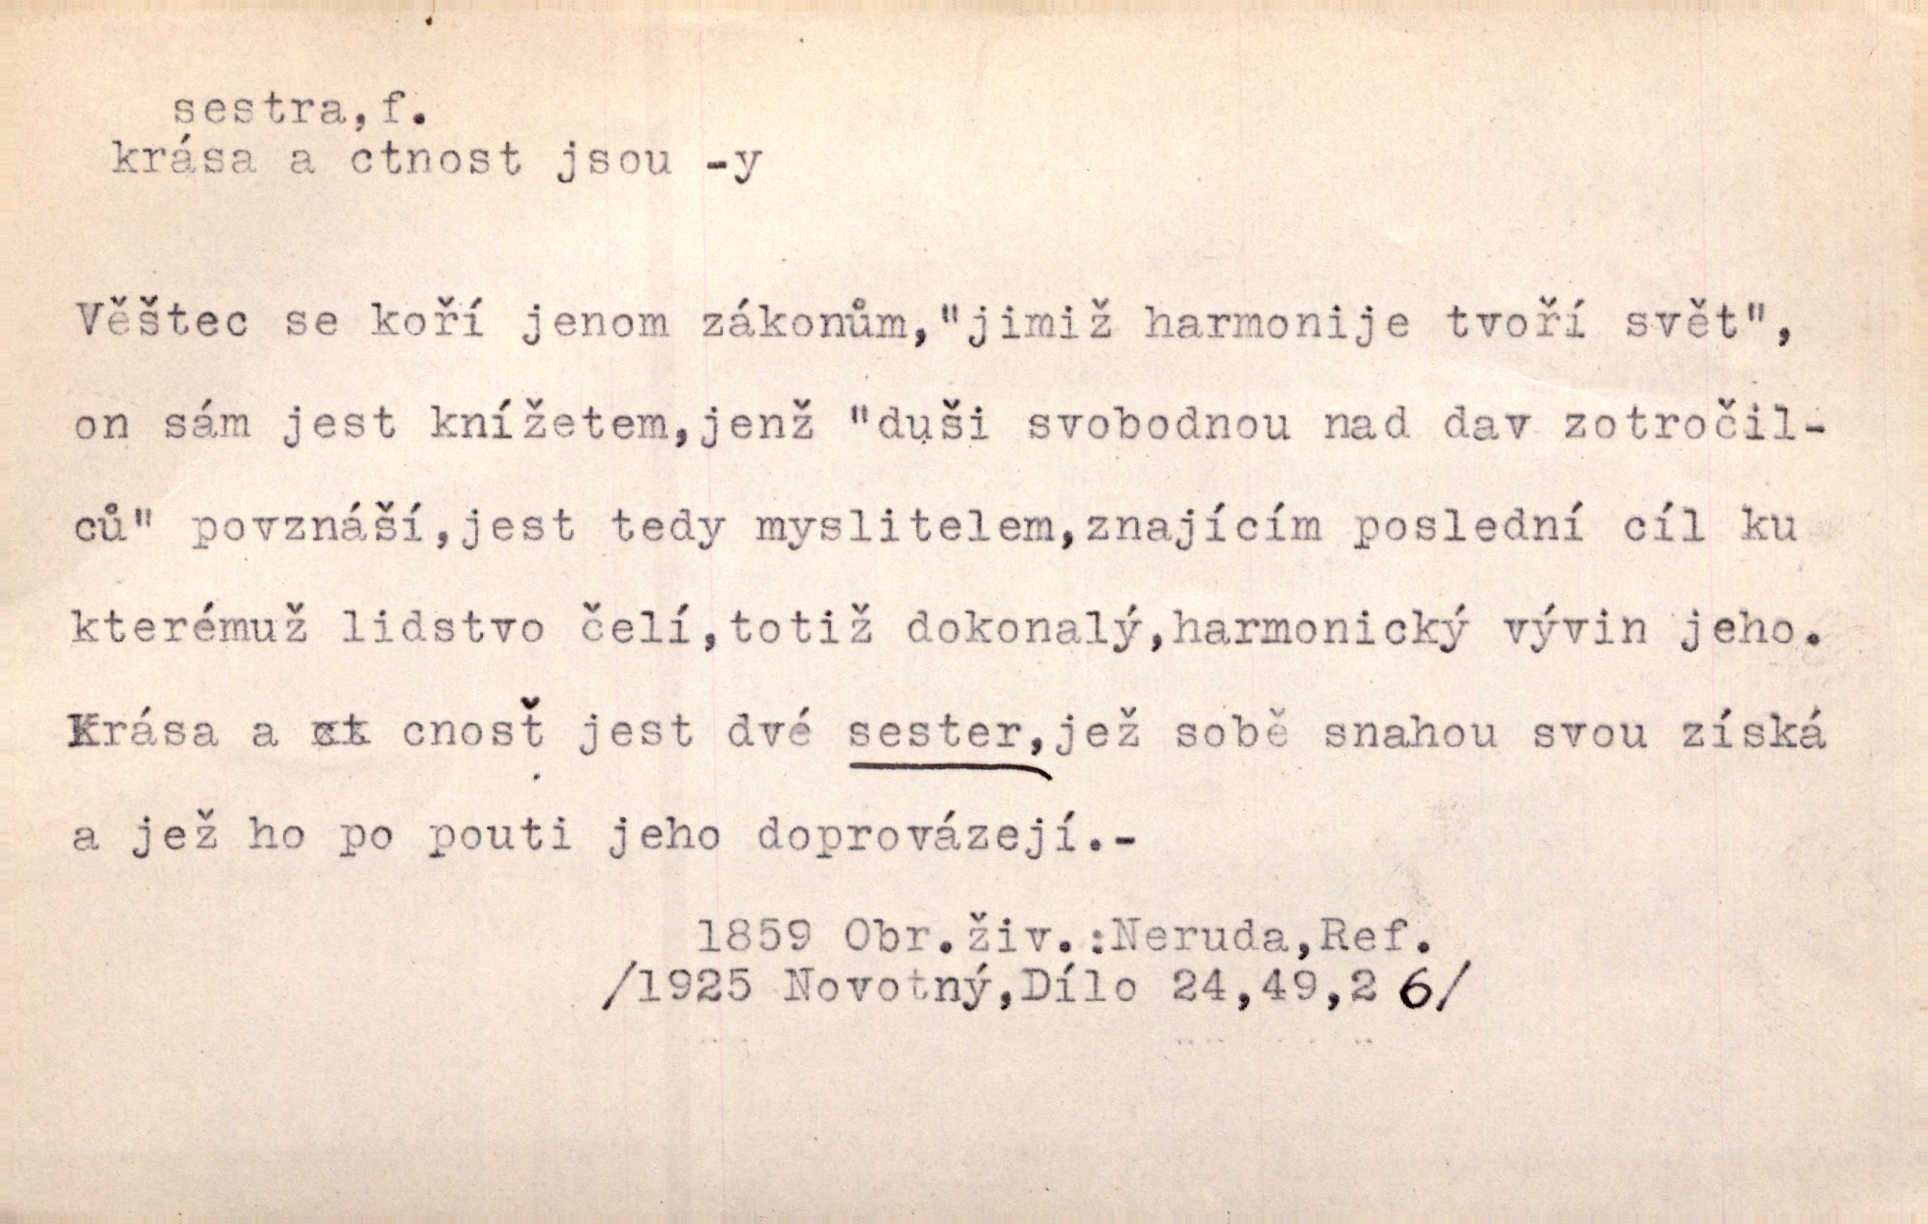 sestra,f.
krása a ctnost jsou -y
Věštec se koří jenom zákonům,"jimiž harmonije tvoří svět",
on sám jest knížetem,jenž "duši svobodnou nad dav zotročil-
ců" povznáší,jest tedy myslitelem,znajícím poslední cíl ku
kterémuž lidstvo čelí,totiž dokonalý,harmonický vývin jeho.
Krása a cnosť jest dvé sester,jež sobě snahou svou získá
a jež ho po pouti jeho doprovázejí.-
1859 Obr.živ.:Neruda,Ref.
/1925 Novotný,Dílo 24,49,26/